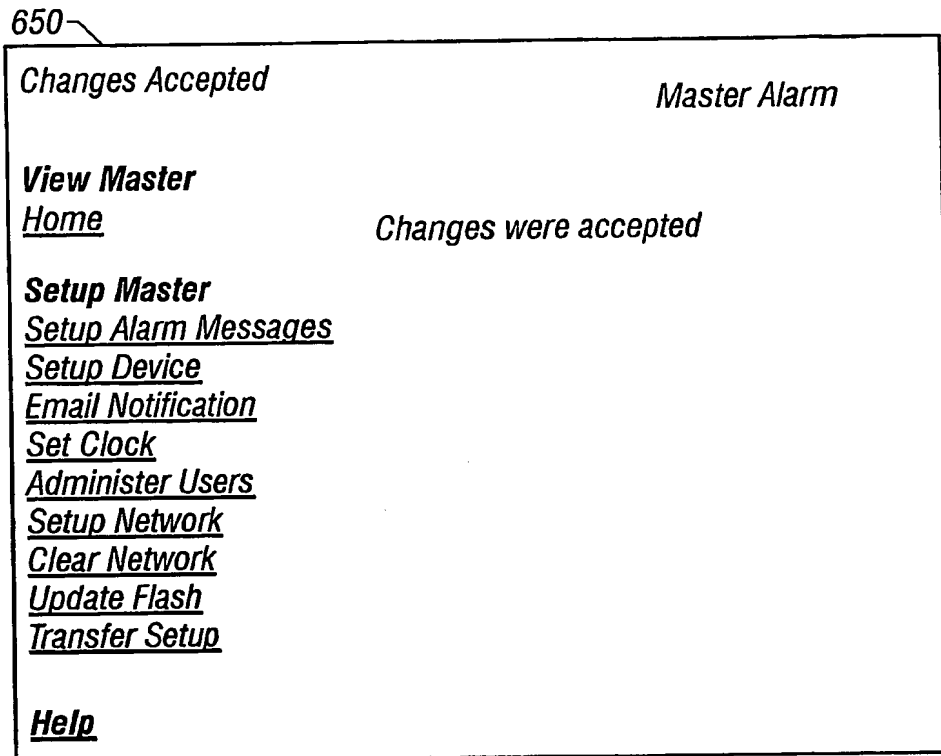 650
Changes Accepted
Master Alarm
View Master
Home
Changes were accepted
Setup Master
Setup Alarm Messages
Setup Device
Email Notification
Set Clock
Administer Users
Setup Network
Clear Network
Update Flash
Transfer Setup
Help